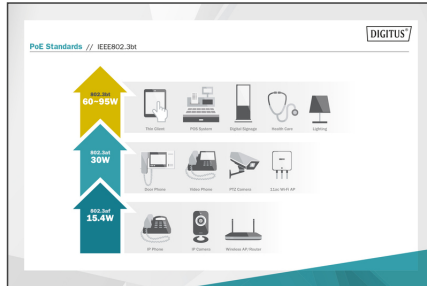 DIGITUS®
PoE Standards // IEEE802.3bt
802.3bt
60~95W
Thin Client
POS System
Digital Signage
Health Care
Lighting
802.3at
30W
Door Phone
Video Phone
PTZ Camera
11ac Wi-Fi AP
802.3af
15.4W
IP Phone
IP Camera
Wireless AP/Router